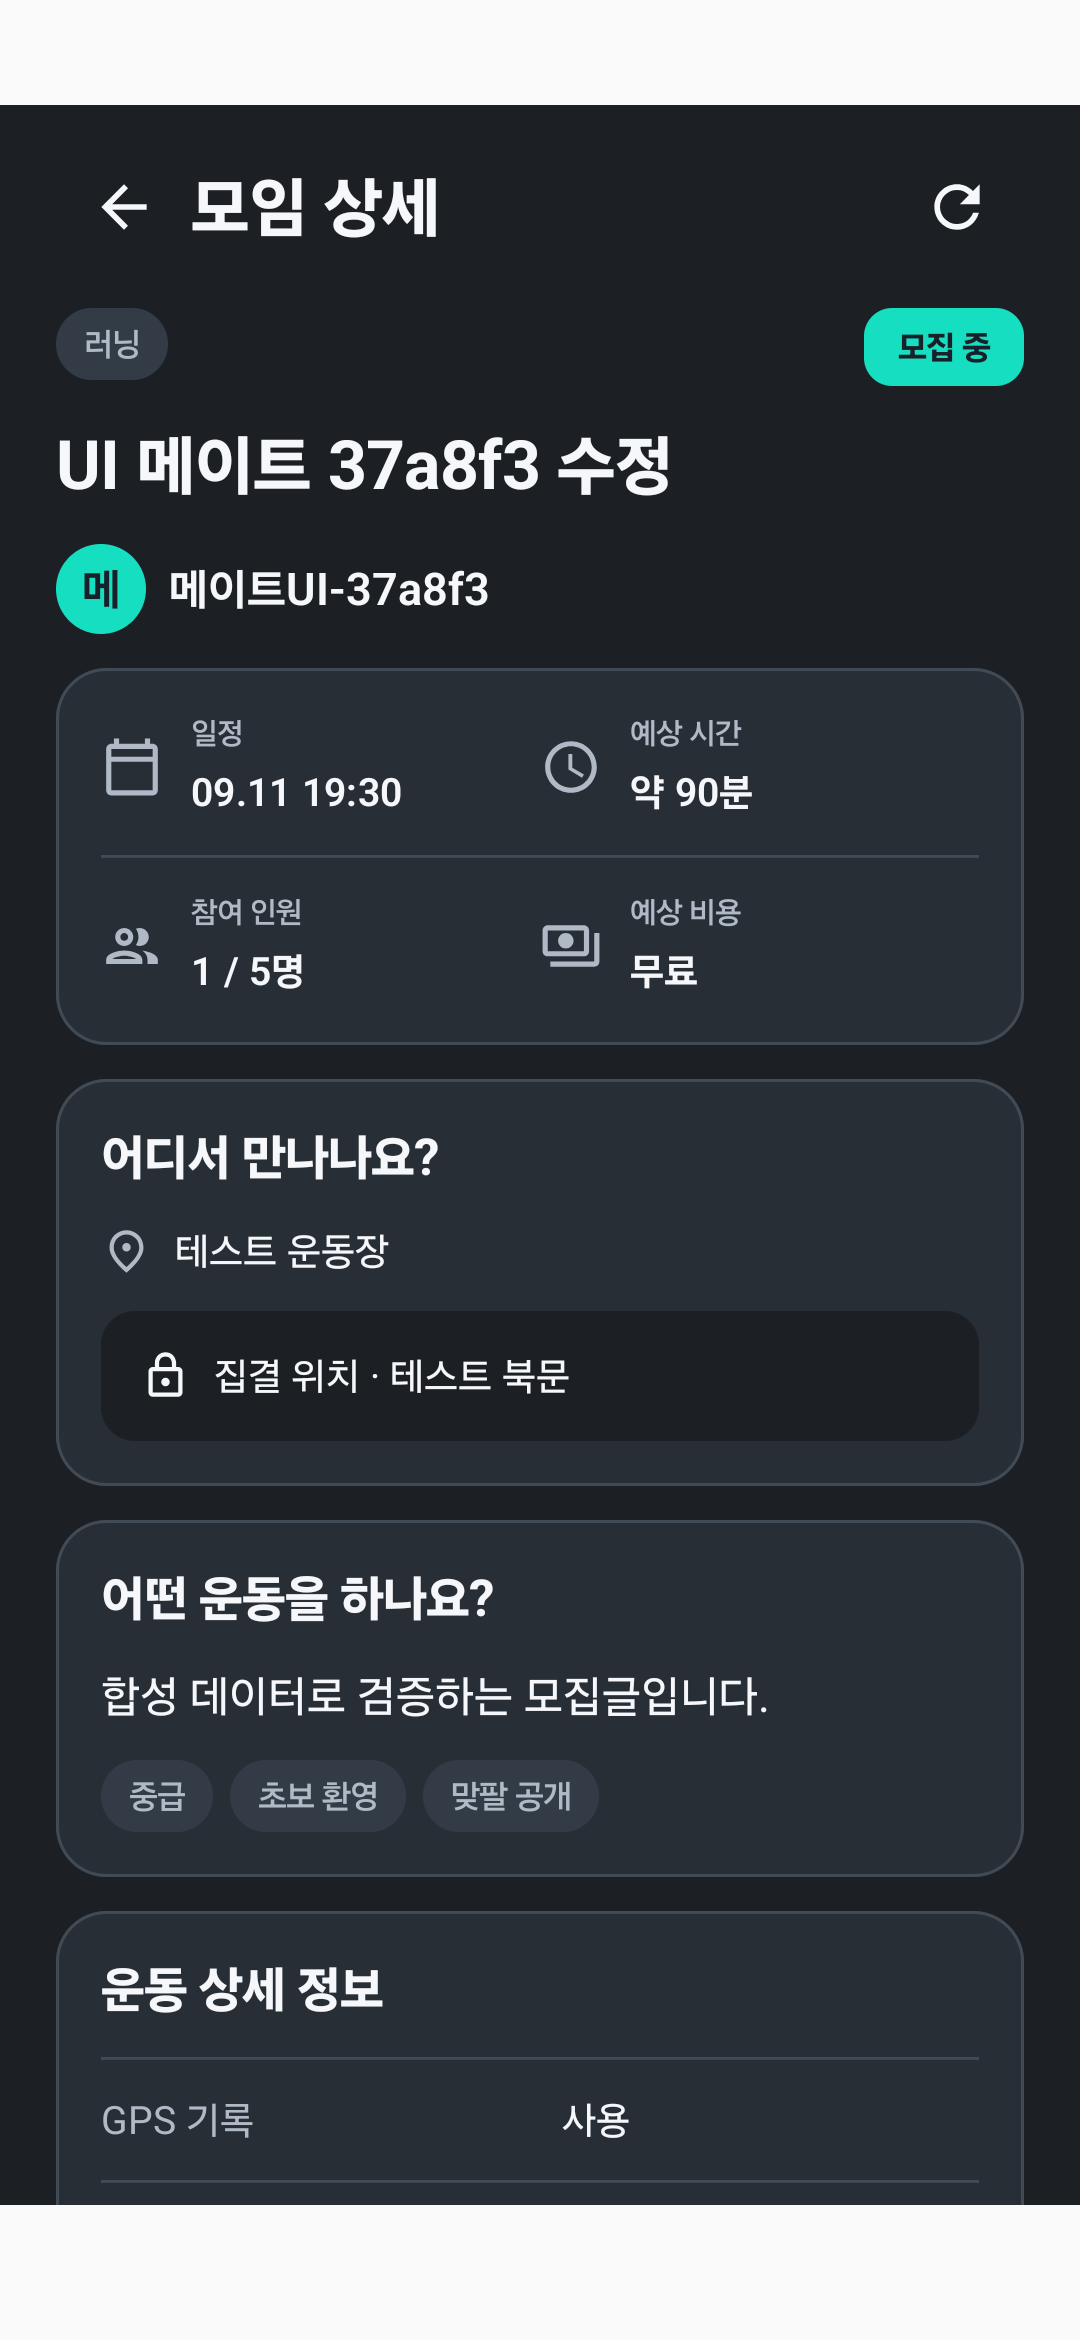 모임 상세
러닝
모집 중
UI 메이트 37a8f3 수정
메
메이트UI-37a8f3
일정
09.11 19:30
예상 시간
약 90분
참여 인원
1 / 5명
예상 비용
무료
어디서 만나나요?
테스트 운동장
집결 위치 · 테스트 북문
어떤 운동을 하나요?
합성 데이터로 검증하는 모집글입니다.
중급
초보 환영
맞팔 공개
운동 상세 정보
GPS 기록
사용